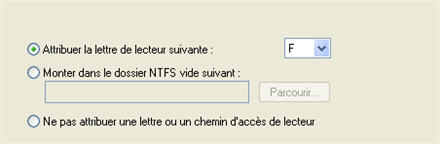 Attribuer la lettre de lecteur suivante : F
Monter dans le dossier NTFS vide suivant :
Parcourir...
Ne pas attribuer une lettre ou un chemin d'accès de lecteur